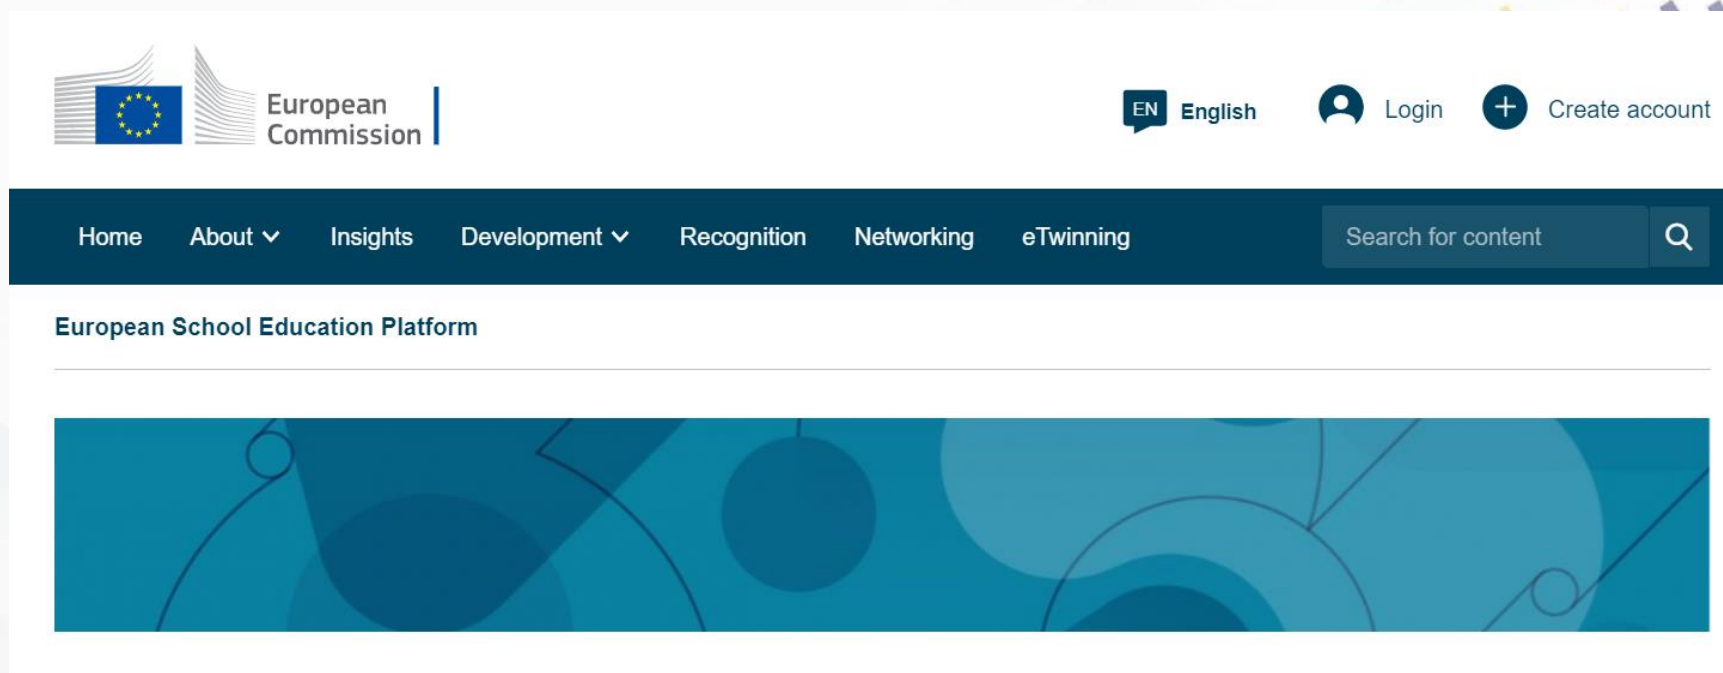 European
Commission
EN English Login Create account
Home About Insights Development Recognition Networking eTwinning Search for content
European School Education Platform